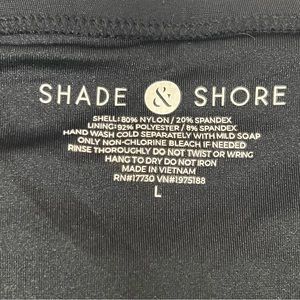 SHADE & SHORE
SHELL: 80% NYLON / 20% SPANDEX
LINING: 92% POLYESTER / 8% SPANDEX
HAND WASH COLD SEPARATELY WITH MILD SOAP
ONLY NON-CHLORINE BLEACH IF NEEDED
RINSE THOROUGHLY DO NOT TWIST OR WRING
HANG TO DRY DO NOT IRON
MADE IN VIETNAM
RN#17730 VN#1975188
L